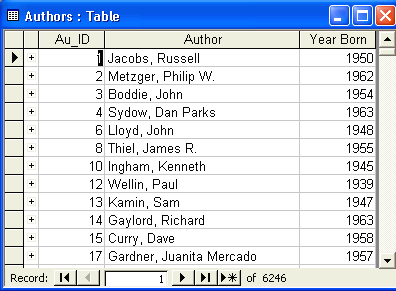 Authors : Table
Au_ID Author Year Born
1 Jacobs, Russell 1950
+ 2 Metzger, Philip W. 1962
+ 3 Boddie, John 1954
+ 4 Sydow, Dan Parks 1963
+ 6 Lloyd, John 1948
+ 8 Thiel, James R. 1955
+ 10 Ingham, Kenneth 1945
+ 12 Wellin, Paul 1939
+ 13 Kamin, Sam 1947
+ 14 Gaylord, Richard 1963
+ 15 Curry, Dave 1958
+ 17 Gardner, Juanita Mercado 1957
Record: 1 of 6246